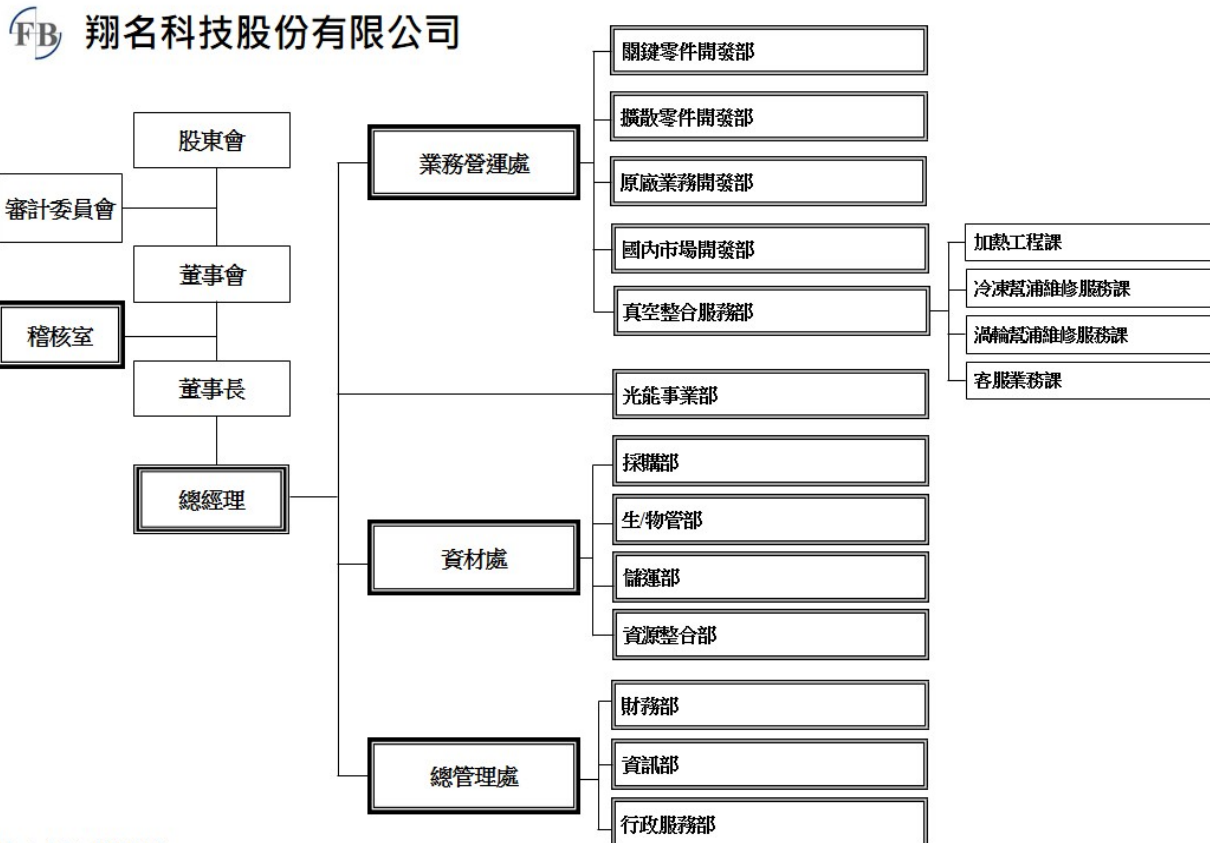 FB 翔名科技股份有限公司
股東會
審計委員會
董事會
稽核室
董事長
總經理
業務營運處
關鍵零件開發部
擴散零件開發部
原廠業務開發部
國內市場開發部
真空整合服務部
加熱工程課
冷凍幫浦維修服務課
渦輪幫浦維修服務課
客服業務課
光能事業部
資材處
採購部
生/物管部
儲運部
資源整合部
總管理處
財務部
資訊部
行政服務部